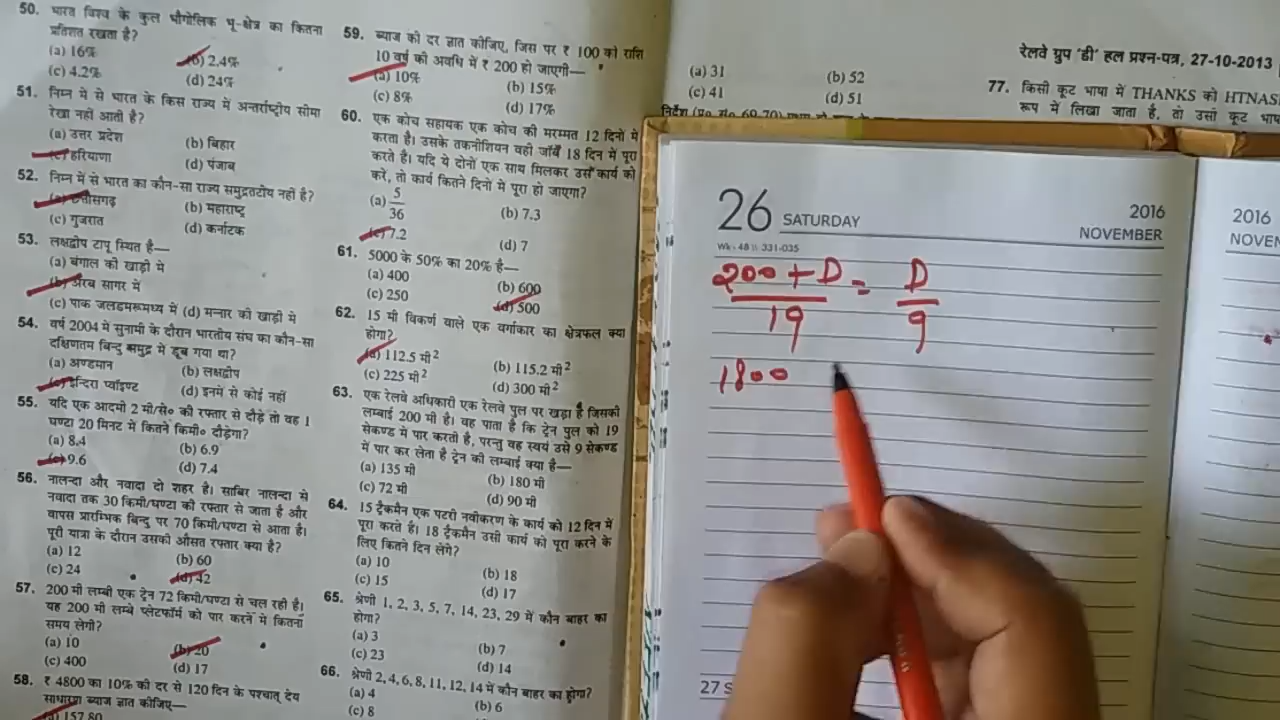 50. भारत विश्व के कुल भौगोलिक भू-क्षेत्र का कितना
प्रतिशत रखता है?
(a) 16%
(b) 2.4%
(c) 4.2%
(d) 24%
51. निम्न में से भारत के किस राज्य में अन्तर्राष्ट्रीय सीमा
रेखा नहीं आती है?
(a) उत्तर प्रदेश
(b) बिहार
(c) हरियाणा
(d) पंजाब
52. निम्न में से भारत का कौन-सा राज्य समुद्रतटीय नहीं है?
(a) छत्तीसगढ़
(b) महाराष्ट्र
(c) गुजरात
(d) कर्नाटक
53. लक्षद्वीप टापू स्थित है—
(a) बंगाल की खाड़ी में
(b) अरब सागर में
(c) पाक जलडमरूमध्य में (d) मन्नार की खाड़ी में
54. वर्ष 2004 में सुनामी के दौरान भारतीय संघ का कौन-सा
दक्षिणतम बिन्दु समुद्र में डूब गया था?
(a) अण्डमान
(b) लक्षद्वीप
(c) इन्दिरा प्वॉइण्ट
(d) इनमें से कोई नहीं
55. यदि एक आदमी 2 मी/से० की रफ्तार से दौड़े तो वह 1
घण्टा 20 मिनट में कितने किमी० दौड़ेगा?
(a) 8.4
(b) 6.9
(c) 9.6
(d) 7.4
56. नालन्दा और नवादा दो शहर है। साबिर नालन्दा से
नवादा तक 30 किमी/घण्टा की रफ्तार से जाता है और
वापस प्रारम्भिक बिन्दु पर 70 किमी/घण्टा से आता है।
पूरी यात्रा के दौरान उसकी औसत रफ्तार क्या है?
(a) 12
(b) 60
(c) 24
(d) 42
57. 200 मी लम्बी एक ट्रेन 72 किमी/घण्टा से चल रही है।
यह 200 मी लम्बे प्लेटफॉर्म को पार करने में कितना
समय लेगी?
(a) 10
(b) 20
(c) 400
(d) 17
58. ₹ 4800 का 10% की दर से 120 दिन के पश्चात् देय
साधारण ब्याज ज्ञात कीजिए—
(a) 157.80
59. ब्याज की दर ज्ञात कीजिए, जिस पर ₹ 100 की राशि
10 वर्ष की अवधि में ₹ 200 हो जाएगी—
(a) 10%
(b) 15%
(c) 8%
(d) 17%
60. एक कोच सहायक एक कोच की मरम्मत 12 दिनों में
करता है। उसके तकनीशियन वही जॉब 18 दिन में पूरा
करते है। यदि ये दोनों एक साथ मिलकर उस कार्य को
करे, तो कार्य कितने दिनों में पूरा हो जाएगा?
(a) 5/36
(b) 7.3
(c) 7.2
(d) 7
61. 5000 के 50% का 20% है—
(a) 400
(b) 600
(c) 250
(d) 500
62. 15 मी विकर्ण वाले एक वर्गाकार का क्षेत्रफल क्या
होगा?
(a) 112.5 मी²
(b) 115.2 मी²
(c) 225 मी²
(d) 300 मी²
63. एक रेलवे अधिकारी एक रेलवे पुल पर खड़ा है जिसकी
लम्बाई 200 मी है। वह पाता है कि ट्रेन पुल को 19
सेकण्ड में पार करती है, परन्तु वह स्वयं उसे 9 सेकण्ड
में पार कर लेता है ट्रेन की लम्बाई क्या है—
(a) 135 मी
(b) 180 मी
(c) 72 मी
(d) 90 मी
64. 15 ट्रैकमैन एक पटरी नवीकरण के कार्य को 12 दिन में
पूरा करते हैं। 18 ट्रैकमैन उसी कार्य को पूरा करने के
लिए कितने दिन लेंगे?
(a) 10
(b) 18
(c) 15
(d) 17
65. श्रेणी 1, 2, 3, 5, 7, 14, 23, 29 में कौन बाहर का
होगा?
(a) 3
(b) 7
(c) 23
(d) 14
66. श्रेणी 2, 4, 6, 8, 11, 12, 14 में कौन बाहर का होगा?
(a) 4
(b) 6
(c) 8
रेलवे ग्रुप 'डी' हल प्रश्न-पत्र, 27-10-2013
(a) 31
(b) 52
(c) 41
(d) 51
77. किसी कूट भाषा में THANKS को HTNAS
रूप में लिखा जाता है, तो उसी कूट भाष
26 SATURDAY
2016
NOVEMBER
Wk. 48 \\ 331-035
200 + D / 19 = D / 9
1800
27 S
2016
NOVEN